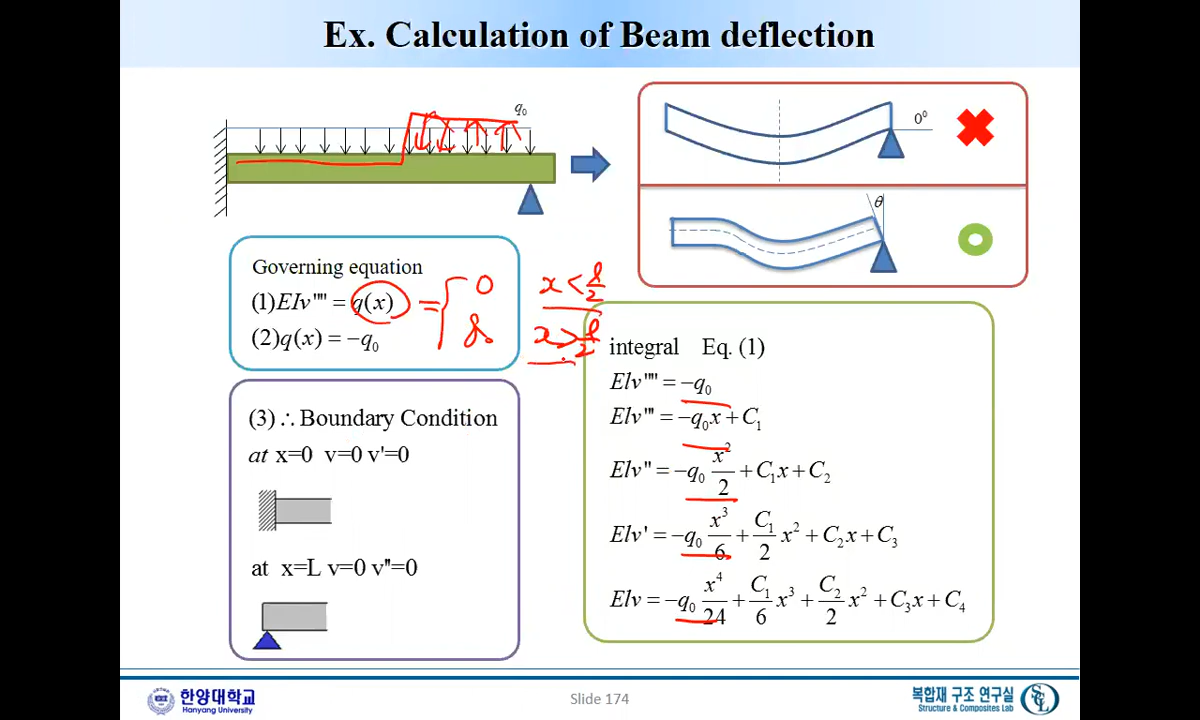 Ex. Calculation of Beam deflection
q₀
0⁰
θ
Governing equation
(1)EIv'''' = q(x)
(2)q(x) = −q₀
= { 0 x < l/2
x > l/2
(3) ∴ Boundary Condition
at x=0 v=0 v'=0
at x=L v=0 v''=0
integral Eq. (1)
EIv'''' = −q₀
EIv''' = −q₀x + C₁
EIv'' = −q₀ x²/2 + C₁x + C₂
EIv' = −q₀ x³/6 + C₁/2 x² + C₂x + C₃
EIv = −q₀ x⁴/24 + C₁/6 x³ + C₂/2 x² + C₃x + C₄
한양대학교
Hanyang University
Slide 174
복합재 구조 연구실
Structure & Composites Lab